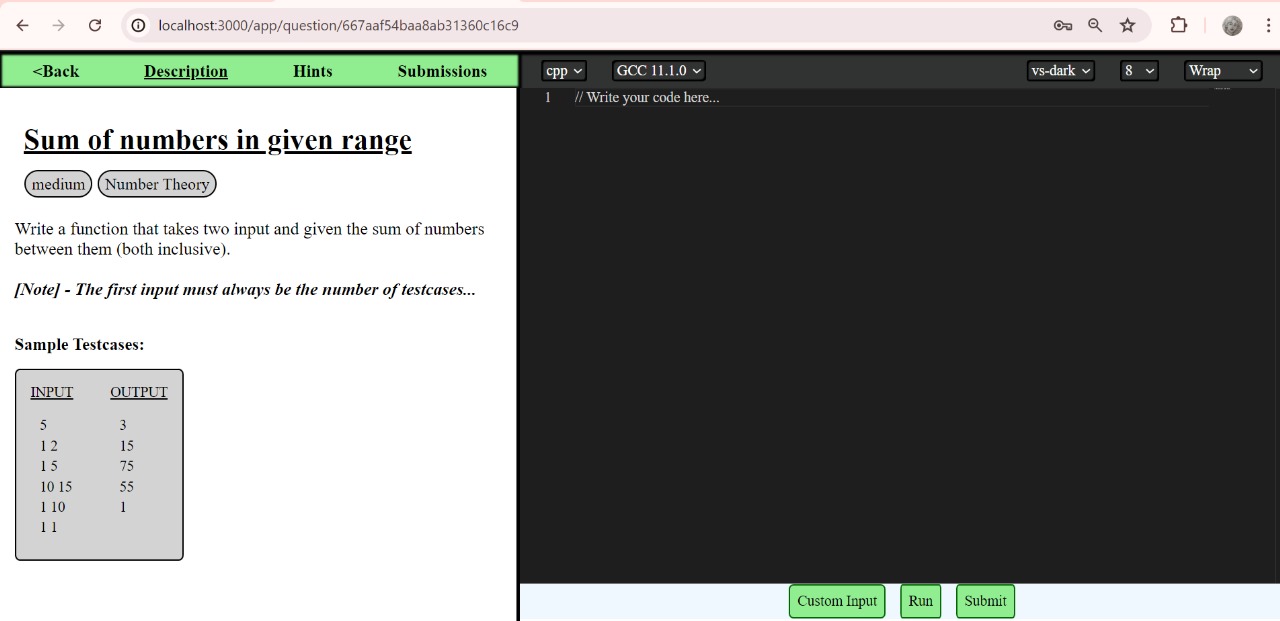 localhost:3000/app/question/667aaf54baa8ab31360c16c9
<Back Description Hints Submissions
cpp GCC 11.1.0 vs-dark 8 Wrap
1 // Write your code here...
Sum of numbers in given range
medium Number Theory
Write a function that takes two input and given the sum of numbers
between them (both inclusive).
[Note] - The first input must always be the number of testcases...
Sample Testcases:
INPUT OUTPUT
5 3
1 2 15
1 5 75
10 15 55
1 10 1
1 1
Custom Input Run Submit